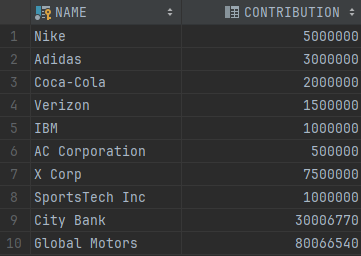 NAME CONTRIBUTION
1 Nike 5000000
2 Adidas 3000000
3 Coca-Cola 2000000
4 Verizon 1500000
5 IBM 1000000
6 AC Corporation 500000
7 X Corp 7500000
8 SportsTech Inc 1000000
9 City Bank 30006770
10 Global Motors 80066540